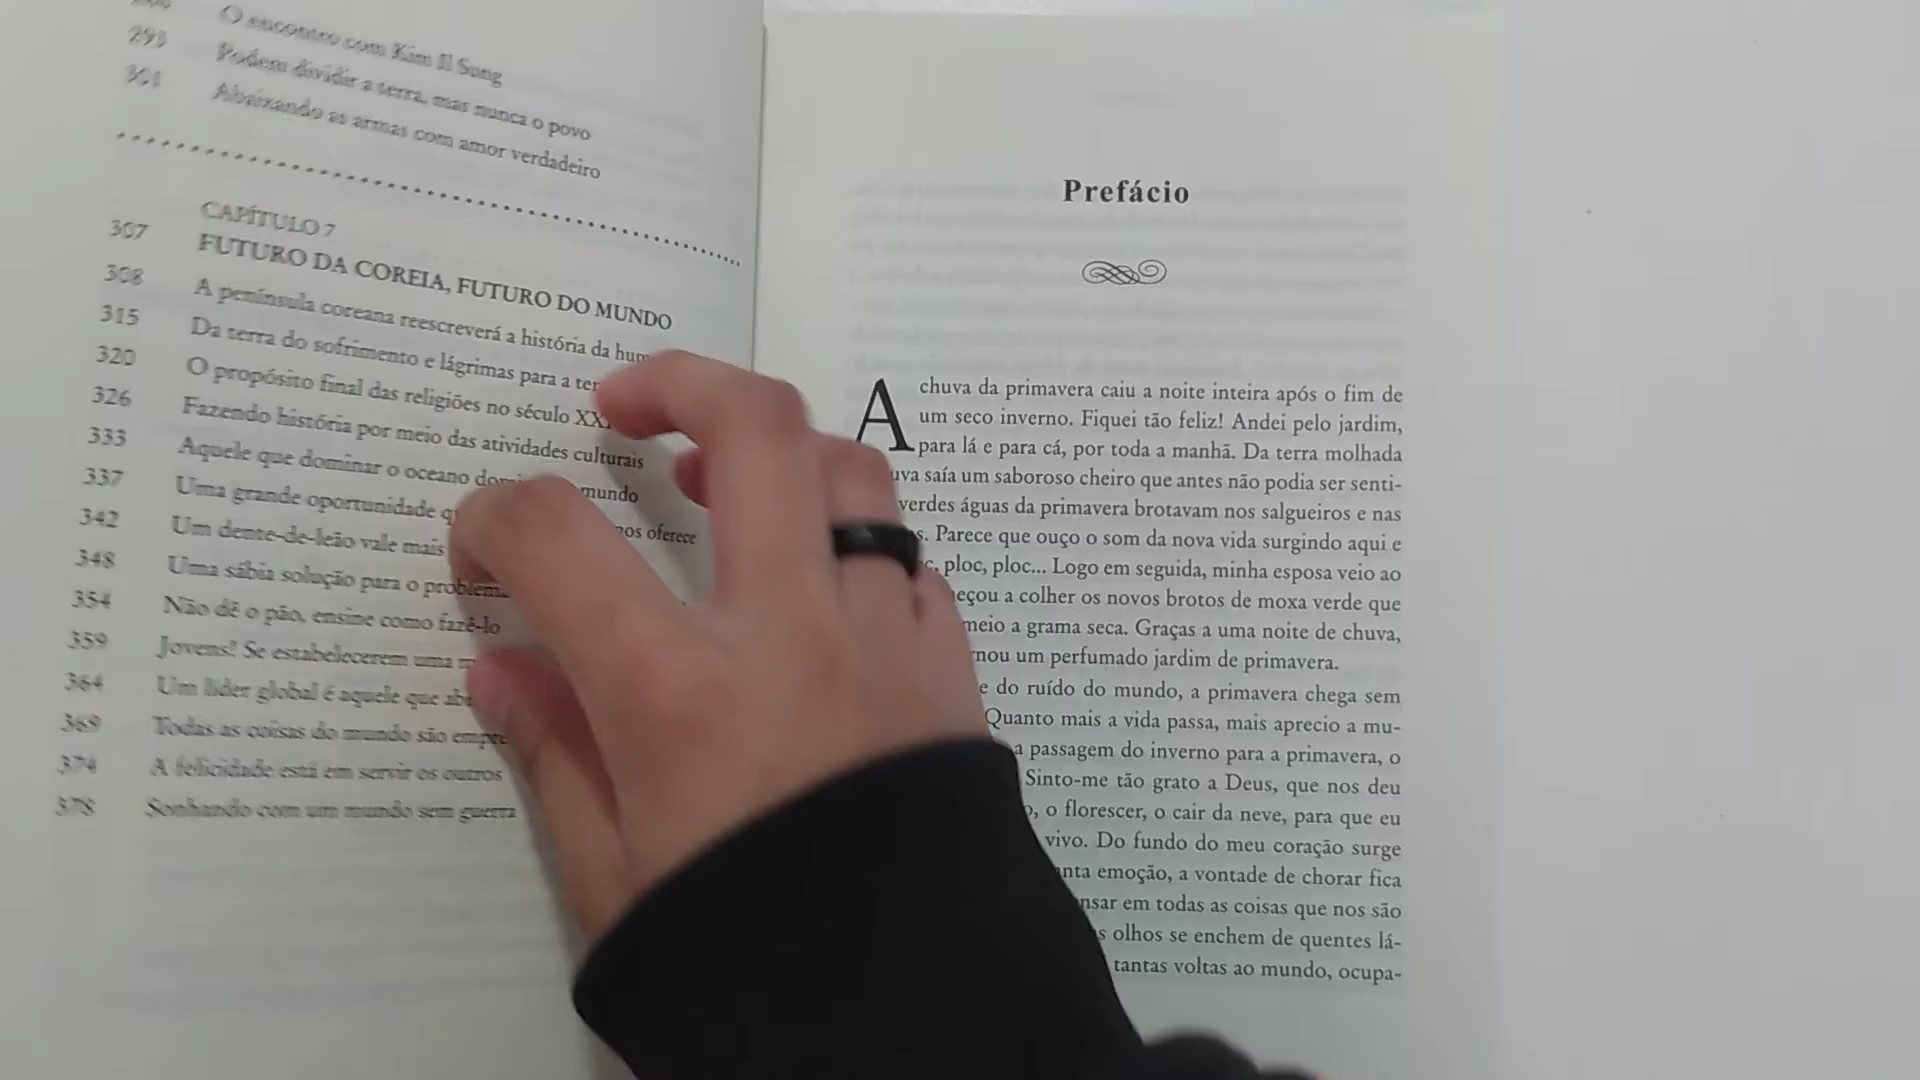 O encontro com Kim Il Sung
293 Podem dividir a terra, mas nunca o povo
301 Abaixando as armas com amor verdadeiro
CAPÍTULO 7
307 FUTURO DA COREIA, FUTURO DO MUNDO
308 A península coreana reescreverá a história da hum
315 Da terra do sofrimento e lágrimas para a ter
320 O propósito final das religiões no século XX
326 Fazendo história por meio das atividades culturais
333 Aquele que dominar o oceano dom mundo
337 Uma grande oportunidade q nos oferece
342 Um dente-de-leão vale mais
348 Uma sábia solução para o problema
354 Não dê o pão, ensine como fazê-lo
359 Jovens! Se estabelecerem uma
364 Um líder global é aquele que ab
369 Todas as coisas do mundo são empre
374 A felicidade está em servir os outros
378 Sonhando com um mundo sem guerra
Prefácio
A chuva da primavera caiu a noite inteira após o fim de
um seco inverno. Fiquei tão feliz! Andei pelo jardim,
para lá e para cá, por toda a manhã. Da terra molhada
uva saía um saboroso cheiro que antes não podia ser senti-
verdes águas da primavera brotavam nos salgueiros e nas
s. Parece que ouço o som da nova vida surgindo aqui e
c, ploc, ploc... Logo em seguida, minha esposa veio ao
eçou a colher os novos brotos de moxa verde que
meio a grama seca. Graças a uma noite de chuva,
nou um perfumado jardim de primavera.
e do ruído do mundo, a primavera chega sem
Quanto mais a vida passa, mais aprecio a mu-
a passagem do inverno para a primavera, o
Sinto-me tão grato a Deus, que nos deu
o, o florescer, o cair da neve, para que eu
vivo. Do fundo do meu coração surge
nta emoção, a vontade de chorar fica
nsar em todas as coisas que nos são
s olhos se enchem de quentes lá-
tantas voltas ao mundo, ocupa-